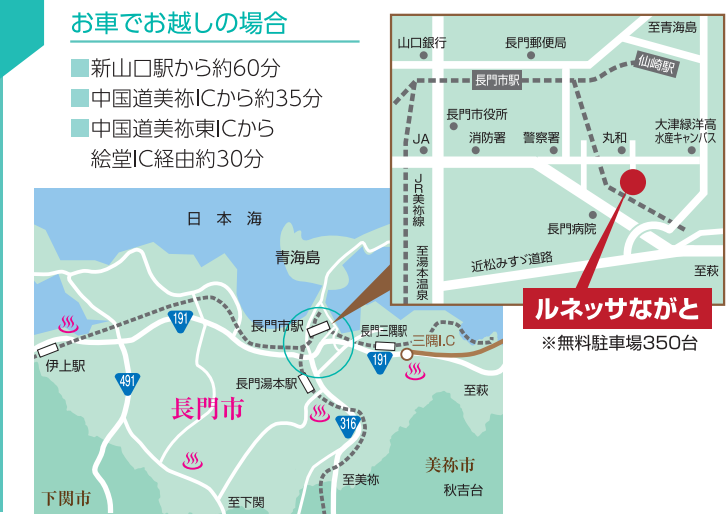 お車でお越しの場合
■新山口駅から約60分
■中国道美祢ICから約35分
■中国道美祢東ICから
絵堂IC経由約30分
至青海島
山口銀行
長門郵便局
長門市駅
仙崎駅
長門市役所
JA
消防署
警察署
丸和
大津緑洋高
水産キャンパス
JR美祢線
至湯本温泉
長門病院
近松みすゞ道路
至萩
ルネッサながと
※無料駐車場350台
日本海
青海島
191
長門市駅
長門三隅駅
三隅I.C
191
伊上駅
491
長門湯本駅
至萩
長門市
316
至美祢
美祢市
秋吉台
下関市
至下関